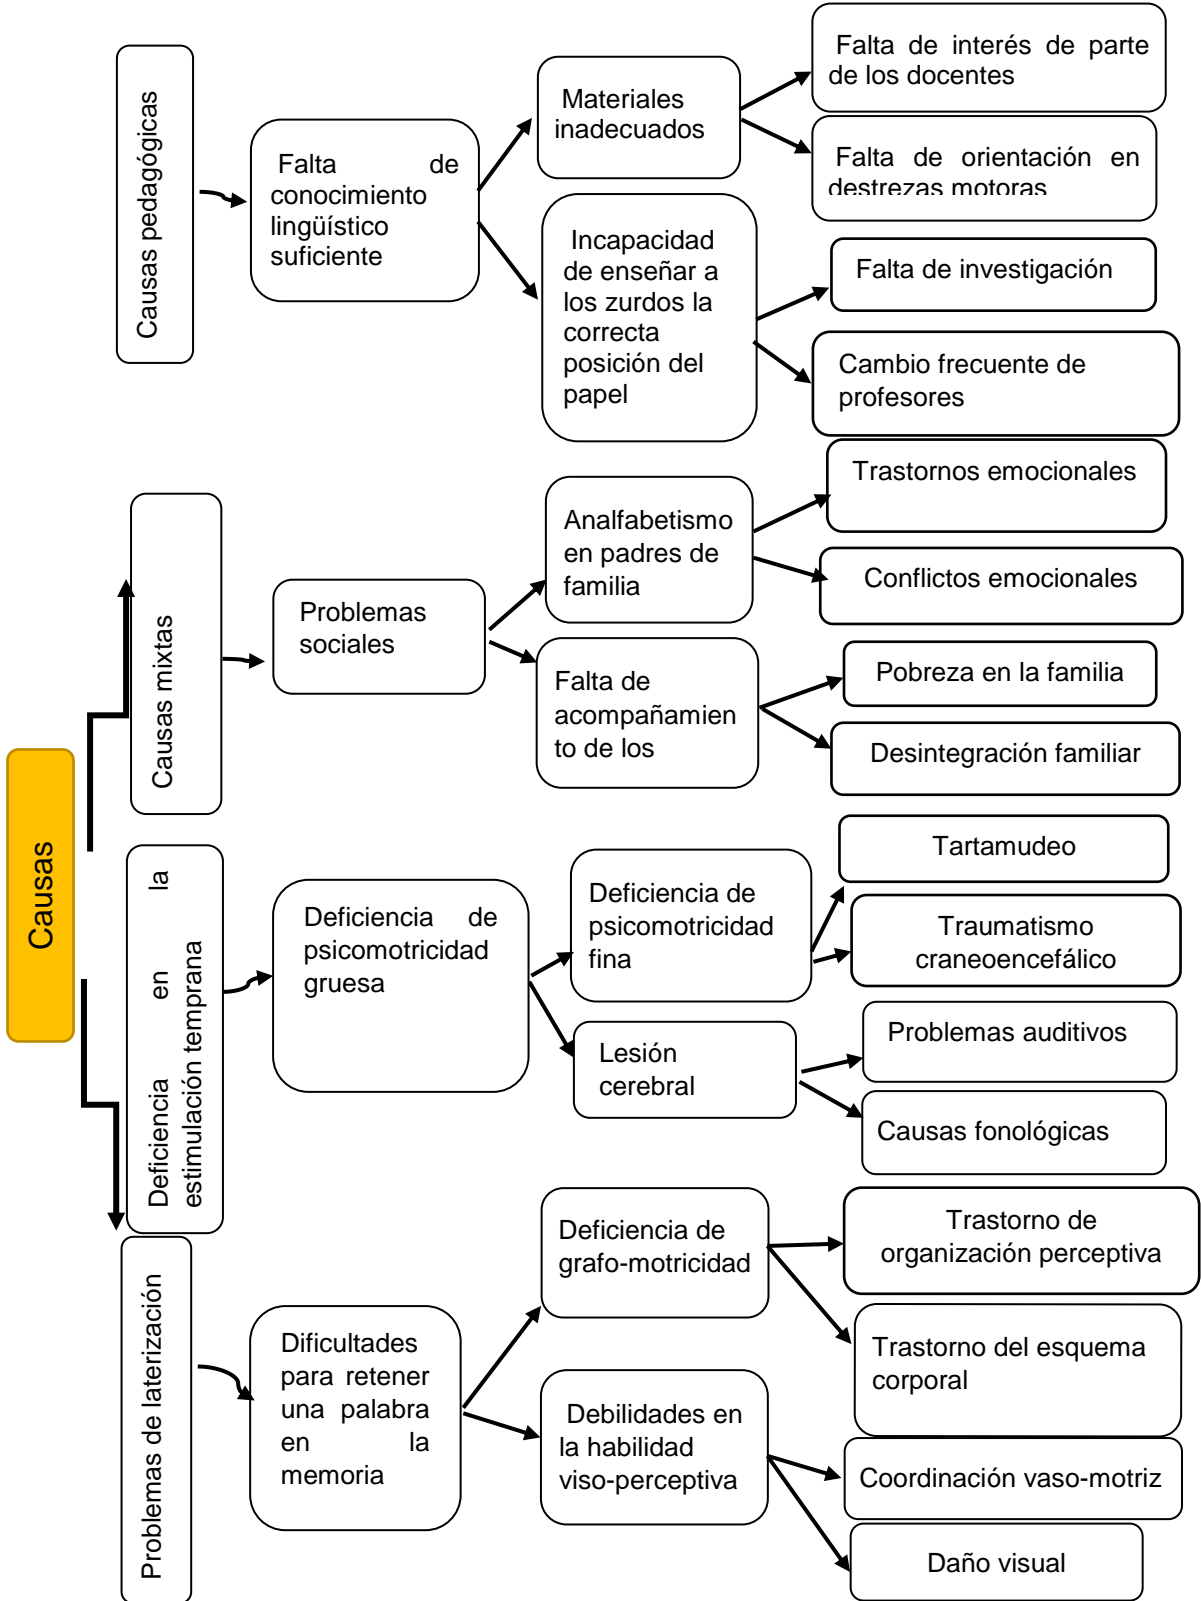 Causas
Causas pedagógicas
Falta de
conocimiento
lingüístico
suficiente
Materiales
inadecuados
Falta de interés de parte
de los docentes
Falta de orientación en
destrezas motoras
Incapacidad
de enseñar a
los zurdos la
correcta
posición del
papel
Falta de investigación
Cambio frecuente de
profesores
Causas mixtas
Problemas
sociales
Analfabetismo
en padres de
familia
Trastornos emocionales
Conflictos emocionales
Falta de
acompañamien
to de los
Pobreza en la familia
Desintegración familiar
Deficiencia en la
estimulación temprana
Deficiencia de
psicomotricidad
gruesa
Deficiencia de
psicomotricidad
fina
Tartamudeo
Traumatismo
craneoencefálico
Lesión
cerebral
Problemas auditivos
Causas fonológicas
Problemas de laterización
Dificultades
para retener
una palabra
en la
memoria
Deficiencia de
grafo-motricidad
Trastorno de
organización perceptiva
Trastorno del esquema
corporal
Debilidades en
la habilidad
viso-perceptiva
Coordinación vaso-motriz
Daño visual